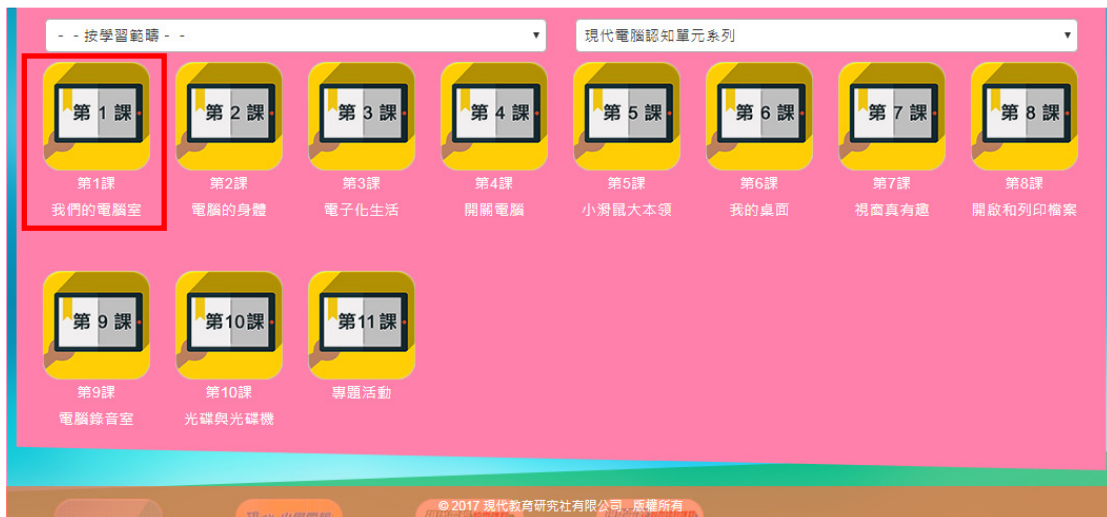 - - 按學習範疇 - -
現代電腦認知單元系列
第 1 課
第 2 課
第 3 課
第 4 課
第 5 課
第 6 課
第 7 課
第 8 課
第1課
第2課
第3課
第4課
第5課
第6課
第7課
第8課
我們的電腦室
電腦的身體
電子化生活
開關電腦
小滑鼠大本領
我的桌面
視窗真有趣
開啟和列印檔案
第 9 課
第10課
第11課
第9課
第10課
專題活動
電腦錄音室
光碟與光碟機
© 2017 現代教育研究社有限公司 版權所有